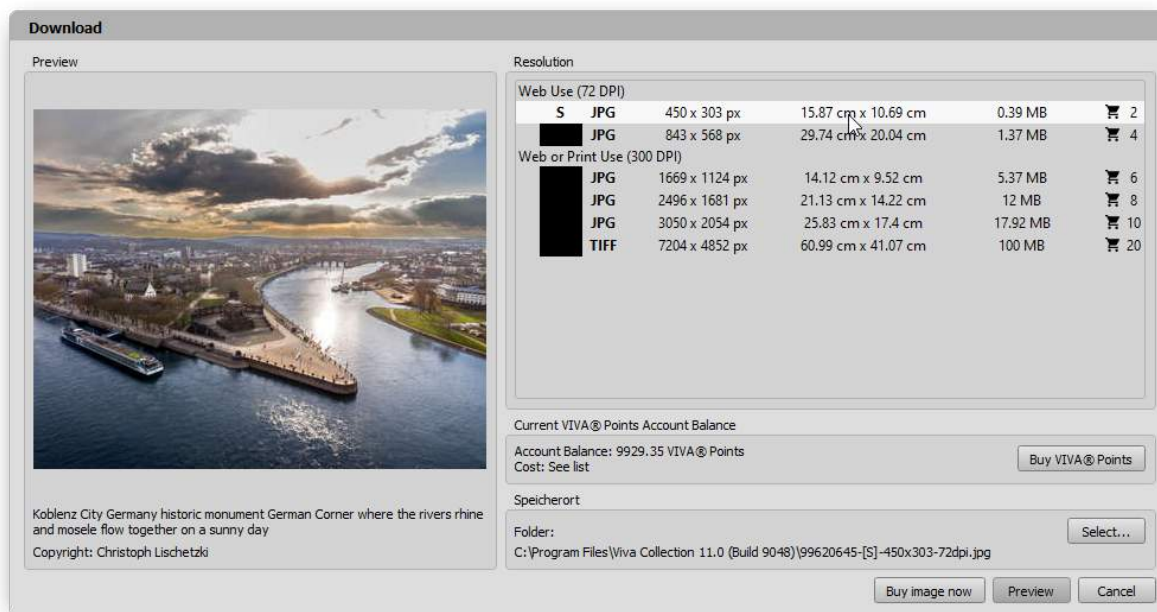 Download
Preview
Resolution
Web Use (72 DPI)
S JPG 450 x 303 px 15.87 cm x 10.69 cm 0.39 MB 2
JPG 843 x 568 px 29.74 cm x 20.04 cm 1.37 MB 4
Web or Print Use (300 DPI)
JPG 1669 x 1124 px 14.12 cm x 9.52 cm 5.37 MB 6
JPG 2496 x 1681 px 21.13 cm x 14.22 cm 12 MB 8
JPG 3050 x 2054 px 25.83 cm x 17.4 cm 17.92 MB 10
TIFF 7204 x 4852 px 60.99 cm x 41.07 cm 100 MB 20
Koblenz City Germany historic monument German Corner where the rivers rhine
and mosele flow together on a sunny day
Copyright: Christoph Lischetzki
Current VIVA® Points Account Balance
Account Balance: 9929.35 VIVA® Points
Cost: See list
Buy VIVA® Points
Speicherort
Folder:
Select...
C:\Program Files\Viva Collection 11.0 (Build 9048)\99620645-[S]-450x303-72dpi.jpg
Buy image now Preview Cancel